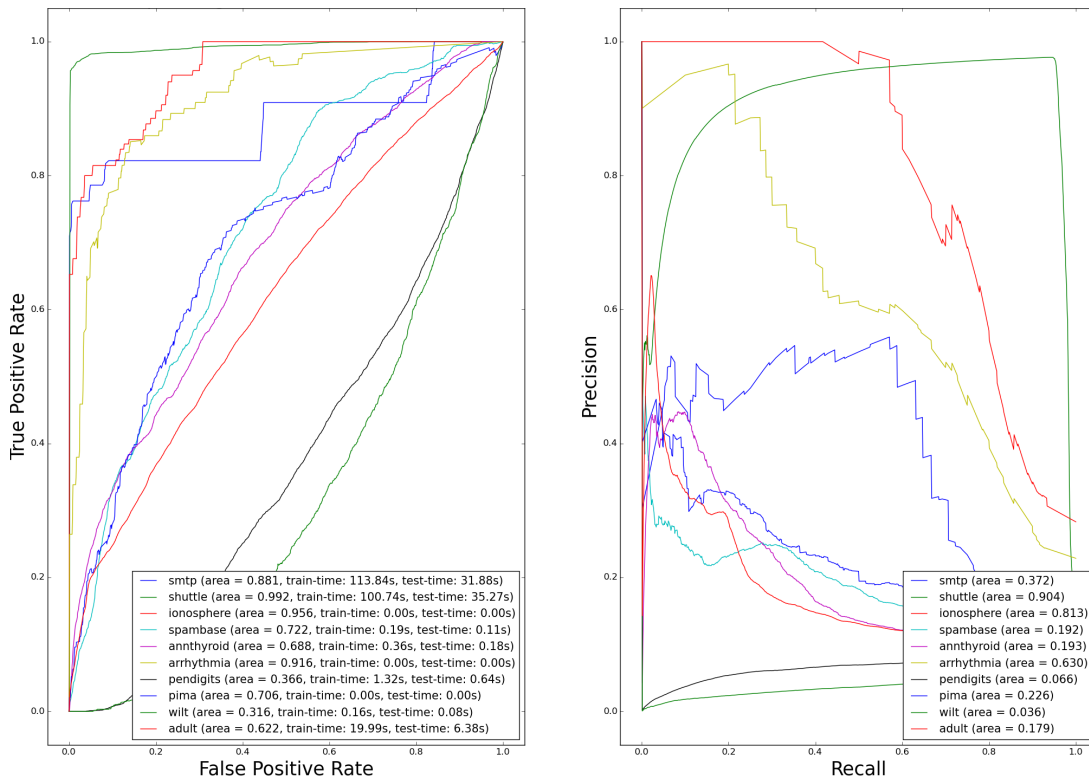 1.0
0.8
0.6
0.4
0.2
0.0
0.0
0.2
0.4
0.6
0.8
1.0
True Positive Rate
False Positive Rate
smtp (area = 0.881, train-time: 113.84s, test-time: 31.88s)
shuttle (area = 0.992, train-time: 100.74s, test-time: 35.27s)
ionosphere (area = 0.956, train-time: 0.00s, test-time: 0.00s)
spambase (area = 0.722, train-time: 0.19s, test-time: 0.11s)
annthyroid (area = 0.688, train-time: 0.36s, test-time: 0.18s)
arrhythmia (area = 0.916, train-time: 0.00s, test-time: 0.00s)
pendigits (area = 0.366, train-time: 1.32s, test-time: 0.64s)
pima (area = 0.706, train-time: 0.00s, test-time: 0.00s)
wilt (area = 0.316, train-time: 0.16s, test-time: 0.08s)
adult (area = 0.622, train-time: 19.99s, test-time: 6.38s)
1.0
0.8
0.6
0.4
0.2
0.0
0.0
0.2
0.4
0.6
0.8
1.0
Precision
Recall
smtp (area = 0.372)
shuttle (area = 0.904)
ionosphere (area = 0.813)
spambase (area = 0.192)
annthyroid (area = 0.193)
arrhythmia (area = 0.630)
pendigits (area = 0.066)
pima (area = 0.226)
wilt (area = 0.036)
adult (area = 0.179)